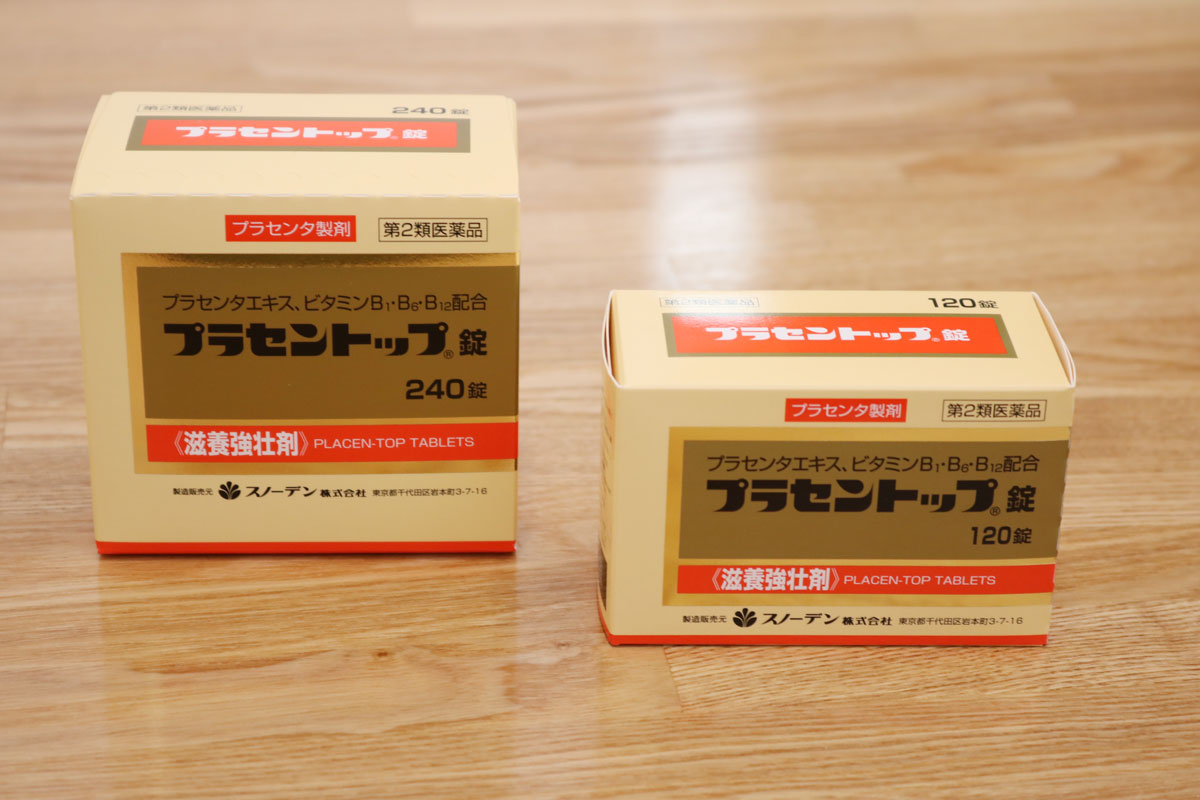 第2類医薬品
240錠
プラセントップ錠
プラセンタ製剤 第2類医薬品
プラセンタエキス、ビタミンB1・B6・B12配合
プラセントップ®錠
240錠
《滋養強壮剤》PLACEN-TOP TABLETS
製造販売元 スノーデン株式会社 東京都千代田区岩本町3-7-16
第2類医薬品
120錠
プラセントップ®錠
プラセンタ製剤 第2類医薬品
プラセンタエキス、ビタミンB1・B6・B12配合
プラセントップ®錠
120錠
《滋養強壮剤》PLACEN-TOP TABLETS
製造販売元 スノーデン株式会社 東京都千代田区岩本町3-7-16